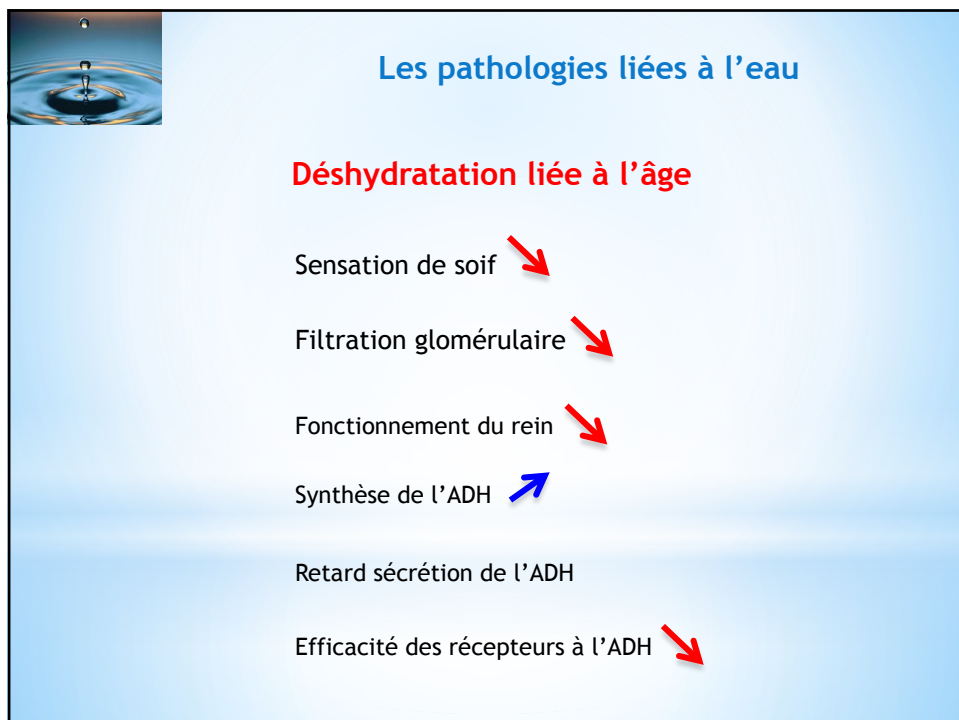 Les pathologies liées à l’eau
Déshydratation liée à l’âge
Sensation de soif
Filtration glomérulaire
Fonctionnement du rein
Synthèse de l’ADH
Retard sécrétion de l’ADH
Efficacité des récepteurs à l’ADH